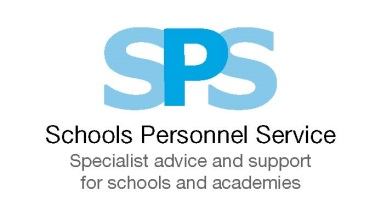 SPS
Schools Personnel Service
Specialist advice and support
for schools and academies